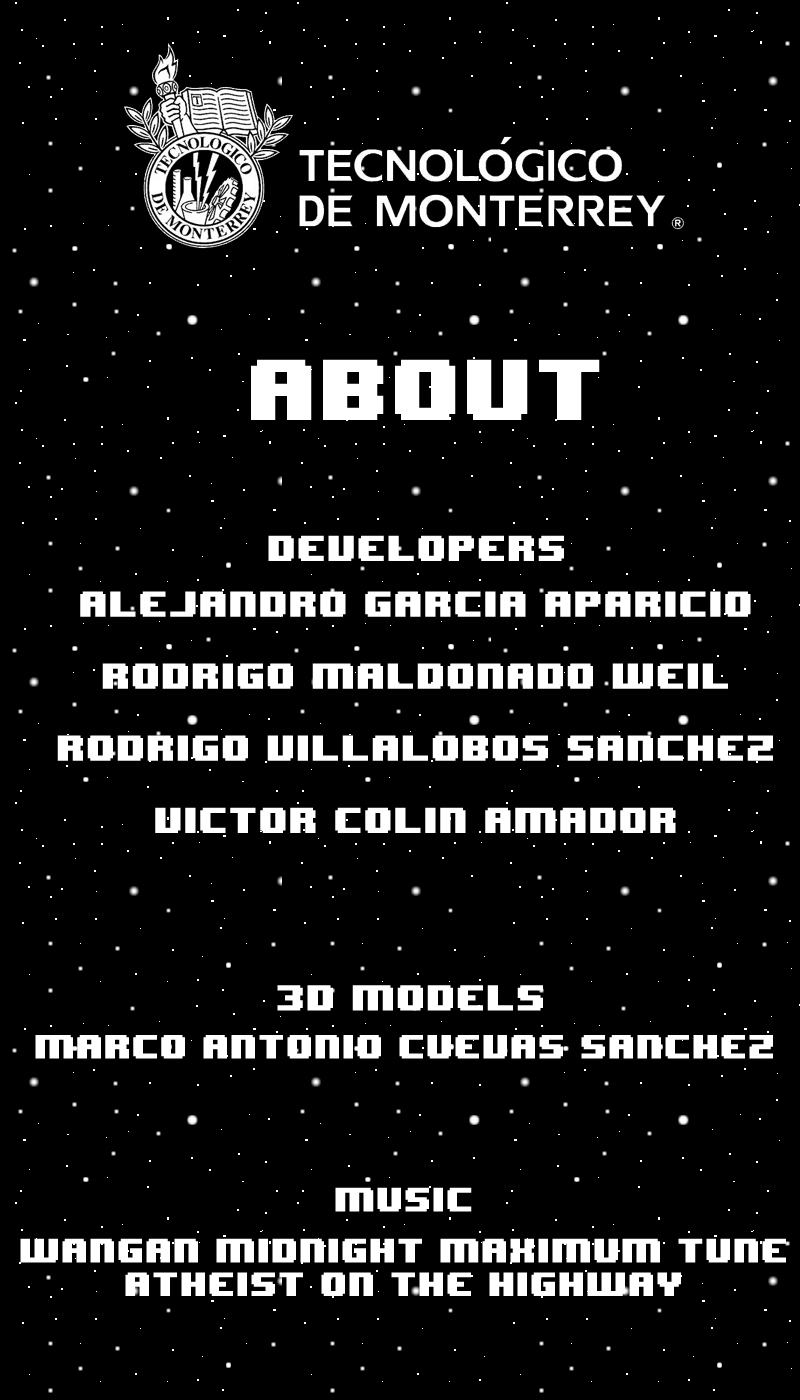 TECNOLÓGICO
DE MONTERREY
TECNOLÓGICO
DE MONTERREY®
ABOUT
DEVELOPERS
ALEJANDRO GARCIA APARICIO
RODRIGO MALDONADO WEIL
RODRIGO VILLALOBOS SANCHEZ
VICTOR COLIN AMADOR
3D MODELS
MARCO ANTONIO CUEVAS SANCHEZ
MUSIC
WANGAN MIDNIGHT MAXIMUM TUNE
ATHEIST ON THE HIGHWAY